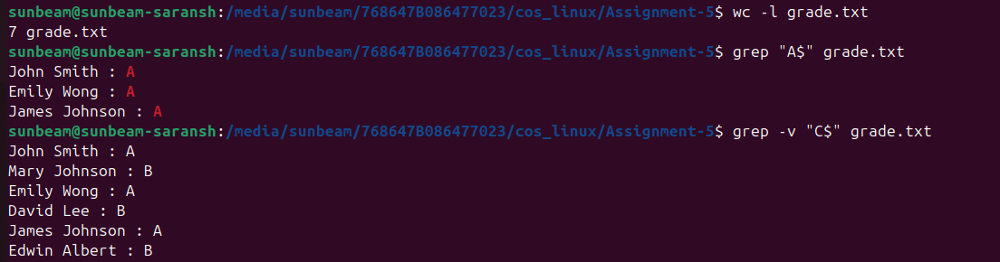 sunbeam@sunbeam-saransh:/media/sunbeam/768647B086477023/cos_linux/Assignment-5$ wc -l grade.txt
7 grade.txt
sunbeam@sunbeam-saransh:/media/sunbeam/768647B086477023/cos_linux/Assignment-5$ grep "A$" grade.txt
John Smith : A
Emily Wong : A
James Johnson : A
sunbeam@sunbeam-saransh:/media/sunbeam/768647B086477023/cos_linux/Assignment-5$ grep -v "C$" grade.txt
John Smith : A
Mary Johnson : B
Emily Wong : A
David Lee : B
James Johnson : A
Edwin Albert : B